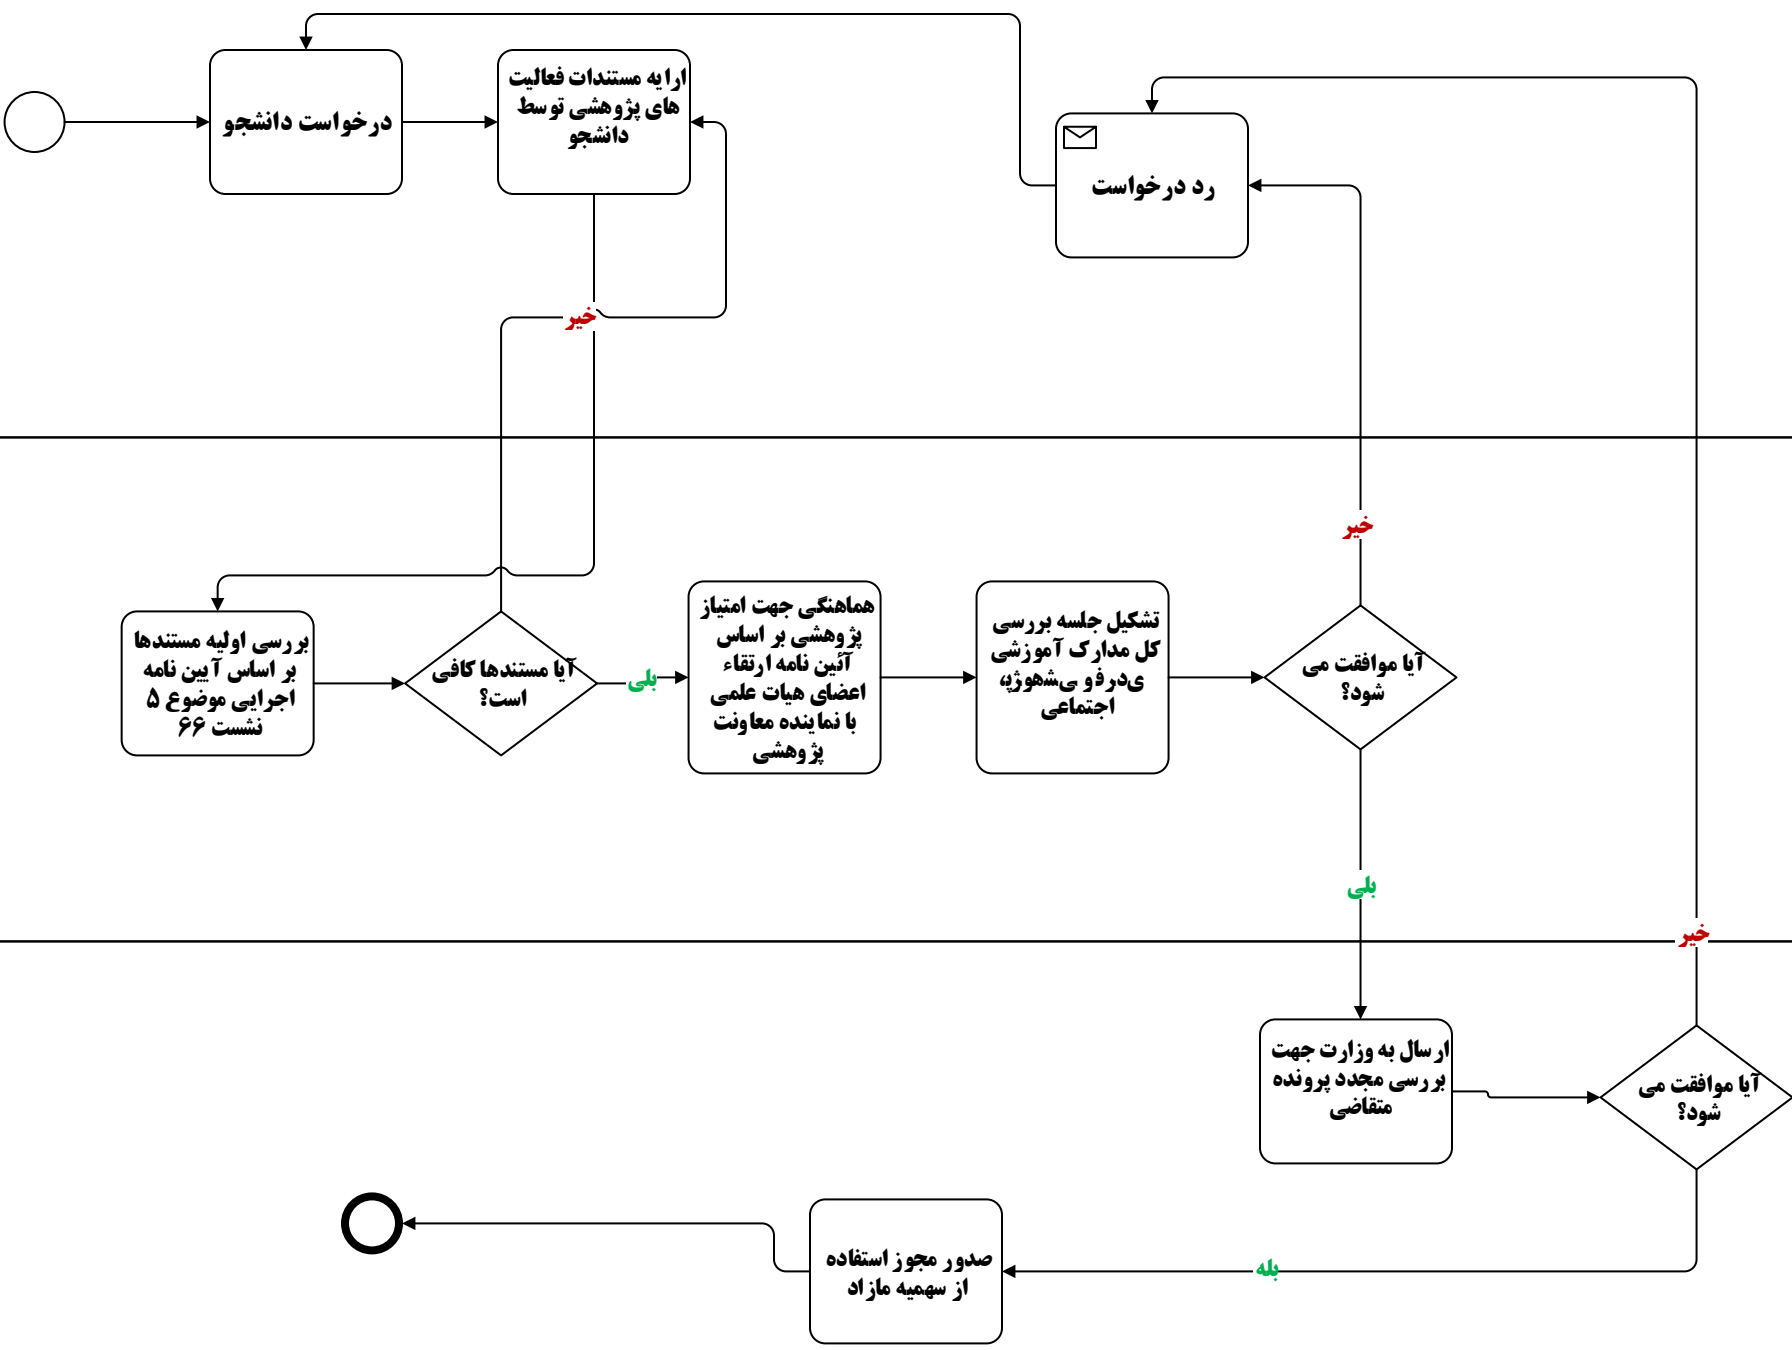 درخواست دانشجو
ارایه مستندات فعالیت
های پژوهشی توسط
دانشجو
رد درخواست
خیر
خیر
بررسی اولیه مستندها
بر اساس آیین نامه
اجرایی موضوع ۵
نشست ۶۶
آیا مستندها کافی
است؟
بلی
هماهنگی جهت امتیاز
پژوهشی بر اساس
آئین نامه ارتقاء
اعضای هیات علمی
با نماینده معاونت
پژوهشی
تشکیل جلسه بررسی
کل مدارک آموزشی
اجتماعی
آیا موافقت می
شود؟
بلی
خیر
ارسال به وزارت جهت
بررسی مجدد پرونده
متقاضی
آیا موافقت می
شود؟
بله
صدور مجوز استفاده
از سهمیه مازاد